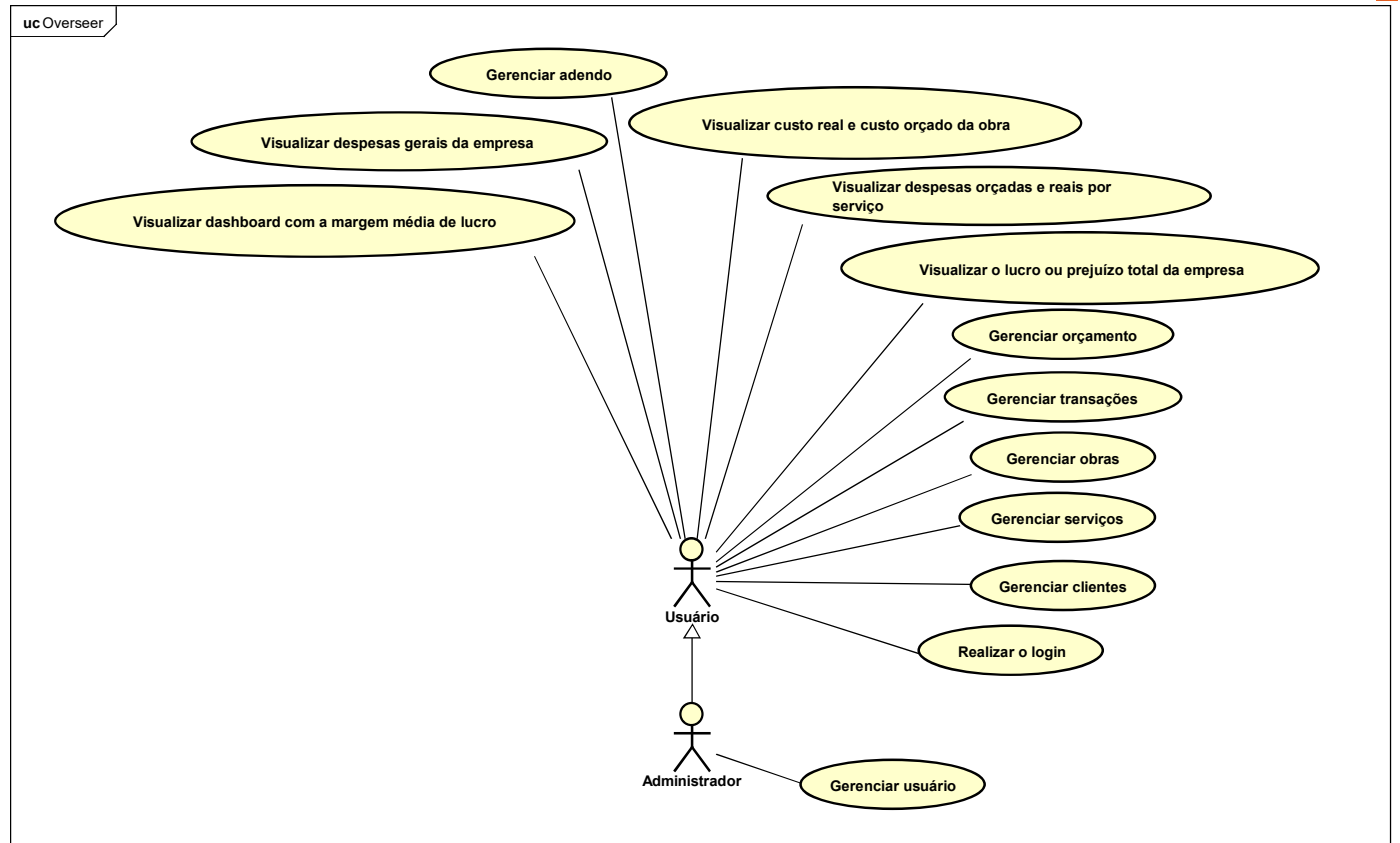 uc Overseer
Gerenciar adendo
Visualizar custo real e custo orçado da obra
Visualizar despesas gerais da empresa
Visualizar despesas orçadas e reais por
serviço
Visualizar dashboard com a margem média de lucro
Visualizar o lucro ou prejuízo total da empresa
Gerenciar orçamento
Gerenciar transações
Gerenciar obras
Gerenciar serviços
Gerenciar clientes
Usuário
Realizar o login
Administrador
Gerenciar usuário